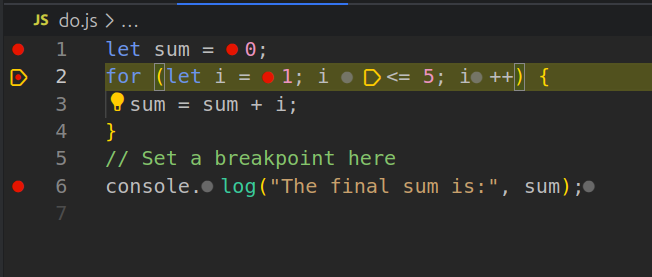 JS do.js > ...
1 let sum = 0;
2 for (let i = 1; i <= 5; i ++) {
3 sum = sum + i;
4 }
5 // Set a breakpoint here
6 console.log("The final sum is:", sum);
7